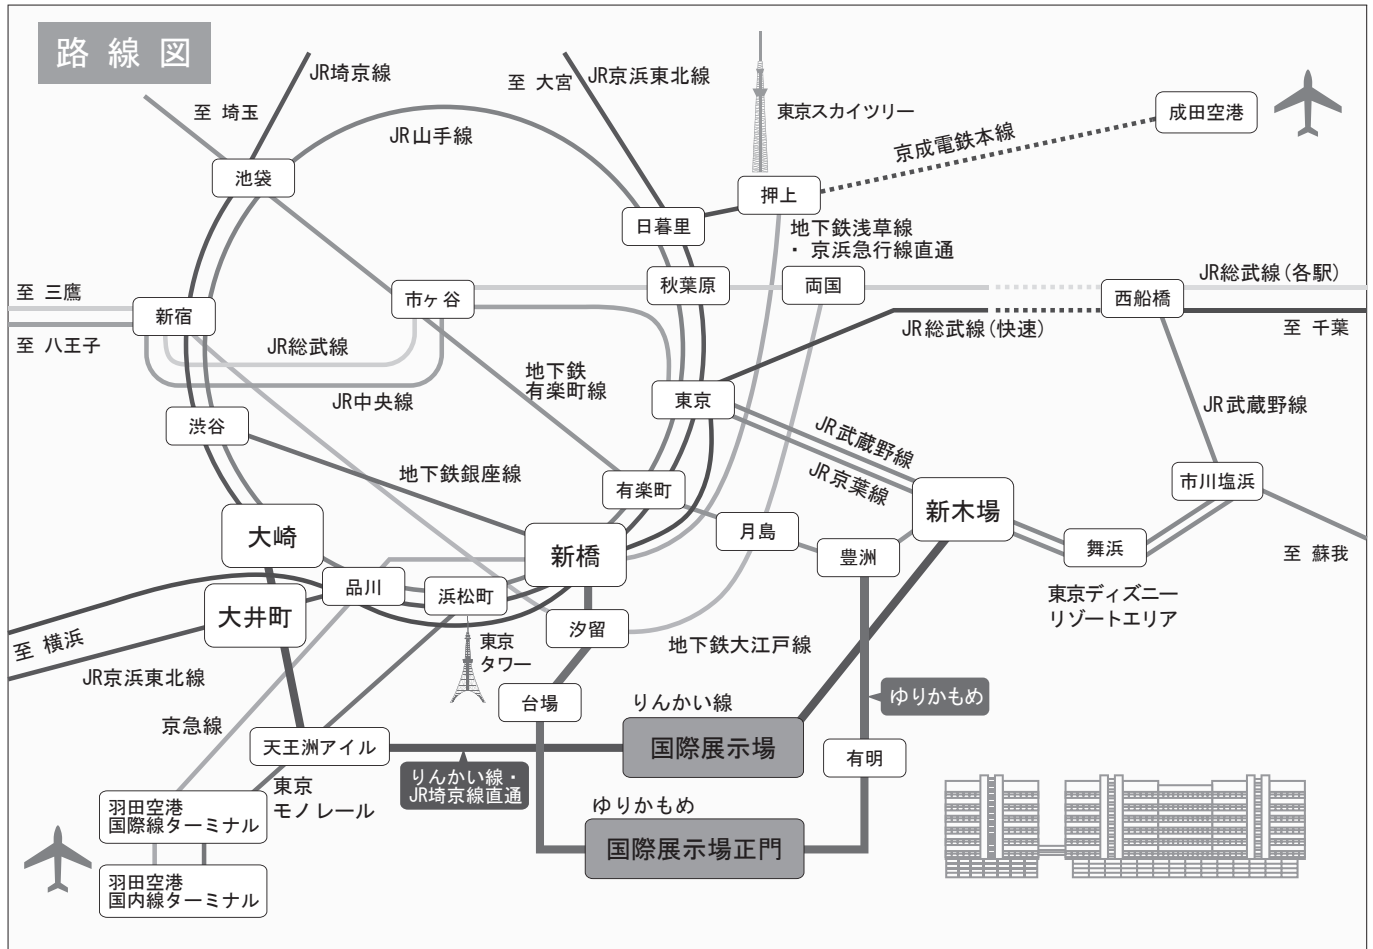 路線図
JR埼京線
至 大宮
JR京浜東北線
至 埼玉
東京スカイツリー
成田空港
JR山手線
京成電鉄本線
池袋
押上
日暮里
地下鉄浅草線
・京浜急行線直通
至 三鷹
市ヶ谷
秋葉原
両国
西船橋
JR総武線(各駅)
新宿
至 八王子
JR総武線
JR総武線(快速)
至 千葉
地下鉄
有楽町線
JR中央線
東京
JR武蔵野線
渋谷
JR武蔵野線
地下鉄銀座線
JR京葉線
有楽町
市川塩浜
新木場
大崎
新橋
月島
豊洲
舞浜
至 蘇我
品川
浜松町
東京ディズニー
リゾートエリア
大井町
汐留
至 横浜
東京
タワー
地下鉄大江戸線
JR京浜東北線
台場
りんかい線
ゆりかもめ
京急線
天王洲アイル
国際展示場
有明
りんかい線・
JR埼京線直通
東京
モノレール
羽田空港
国際線ターミナル
ゆりかもめ
国際展示場正門
羽田空港
国内線ターミナル